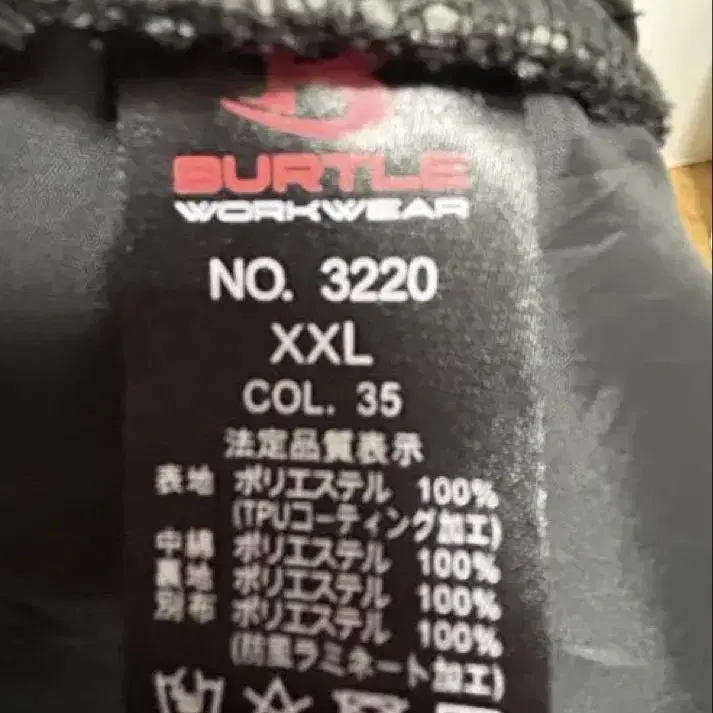 BURTLE
WORKWEAR
NO. 3220
XXL
COL. 35
法定品質表示
表地 ポリエステル 100%
(TPUコーティング加工)
中綿 ポリエステル 100%
裏地 ポリエステル 100%
別布 ポリエステル 100%
(防風ラミネート加工)